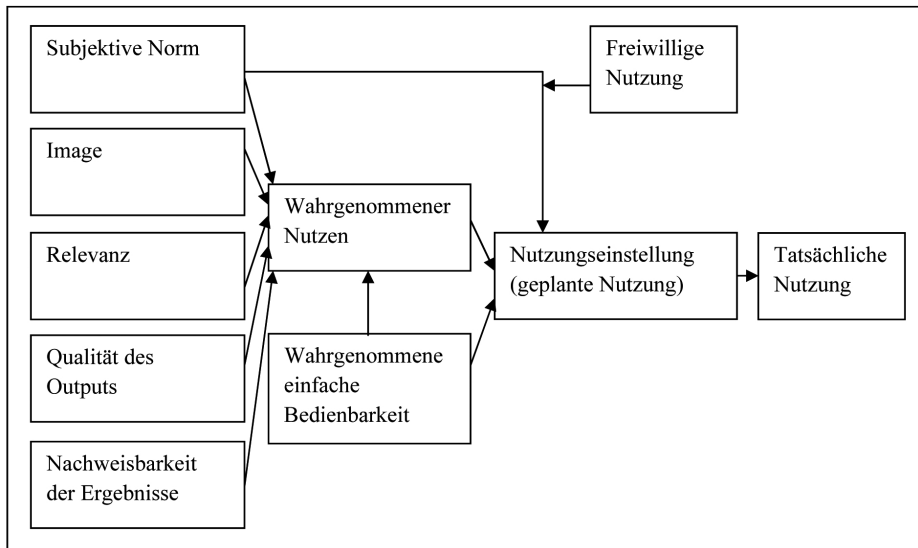 Subjektive Norm
Freiwillige
Nutzung
Image
Wahrgenommener
Nutzen
Relevanz
Nutzungseinstellung
(geplante Nutzung)
Tatsächliche
Nutzung
Qualität des
Outputs
Wahrgenommene
einfache
Bedienbarkeit
Nachweisbarkeit
der Ergebnisse